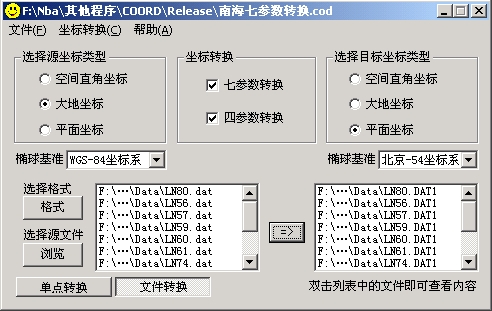 F:\Nba\其他程序\COORD\Release\南海七参数转换.cod
文件(F) 坐标转换(C) 帮助(A)
选择源坐标类型 坐标转换 选择目标坐标类型
空间直角坐标 七参数转换 空间直角坐标
大地坐标 四参数转换 大地坐标
平面坐标 平面坐标
椭球基准 WGS-84坐标系 椭球基准 北京-54坐标系
选择格式
格式
选择源文件
浏览
F:\…\Data\LN80.dat
F:\…\Data\LN56.dat
F:\…\Data\LN57.dat
F:\…\Data\LN59.dat
F:\…\Data\LN60.dat
F:\…\Data\LN61.dat
F:\…\Data\LN74.dat
=>
F:\…\Data\LN80.DAT1
F:\…\Data\LN56.DAT1
F:\…\Data\LN57.DAT1
F:\…\Data\LN59.DAT1
F:\…\Data\LN60.DAT1
F:\…\Data\LN61.DAT1
F:\…\Data\LN74.DAT1
单点转换 文件转换 双击列表中的文件即可查看内容